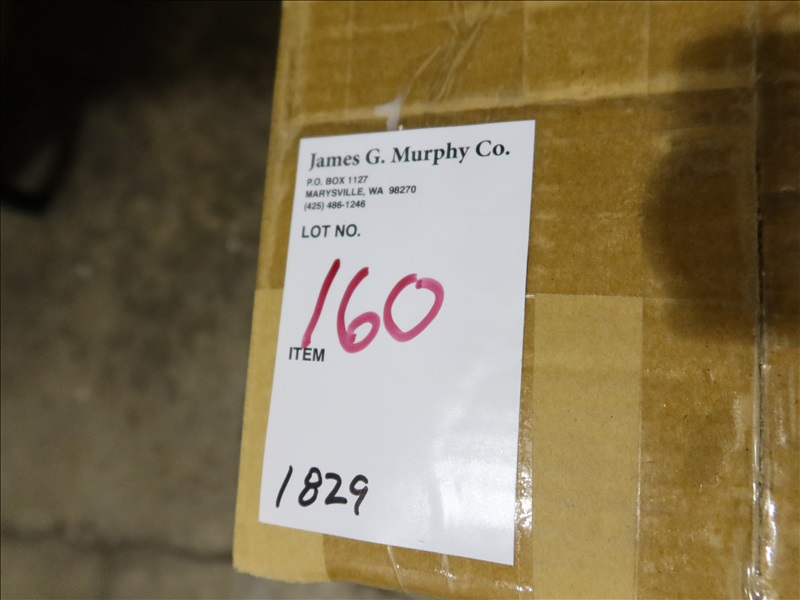 James G. Murphy Co.
P.O. BOX 1127
MARYSVILLE, WA 98270
(425) 486-1246
LOT NO.
160
ITEM
1829